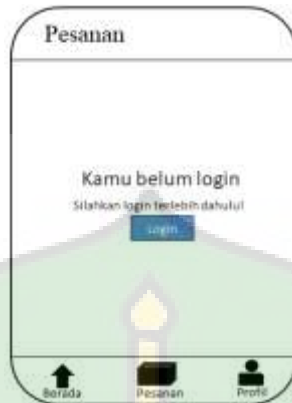 Pesanan
Kamu belum login
Silahkan login terlebih dahulu!
Login
Berada Pesanan Profil